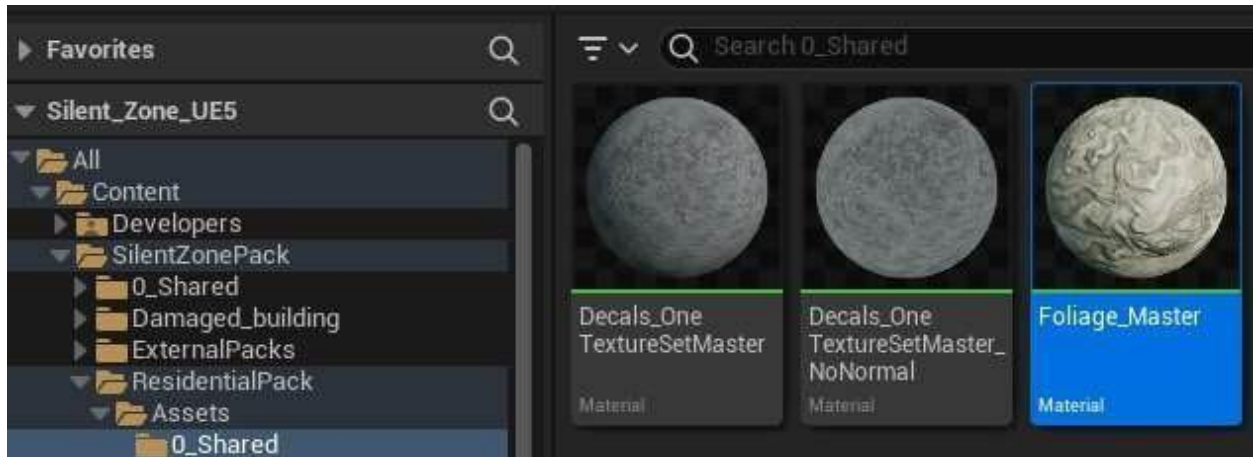 Favorites
Silent_Zone_UE5
All
Content
Developers
SilentZonePack
0_Shared
Damaged_building
ExternalPacks
ResidentialPack
Assets
0_Shared
Search 0_Shared
Decals_One
TextureSetMaster
Material
Decals_One
TextureSetMaster_
NoNormal
Material
Foliage_Master
Material